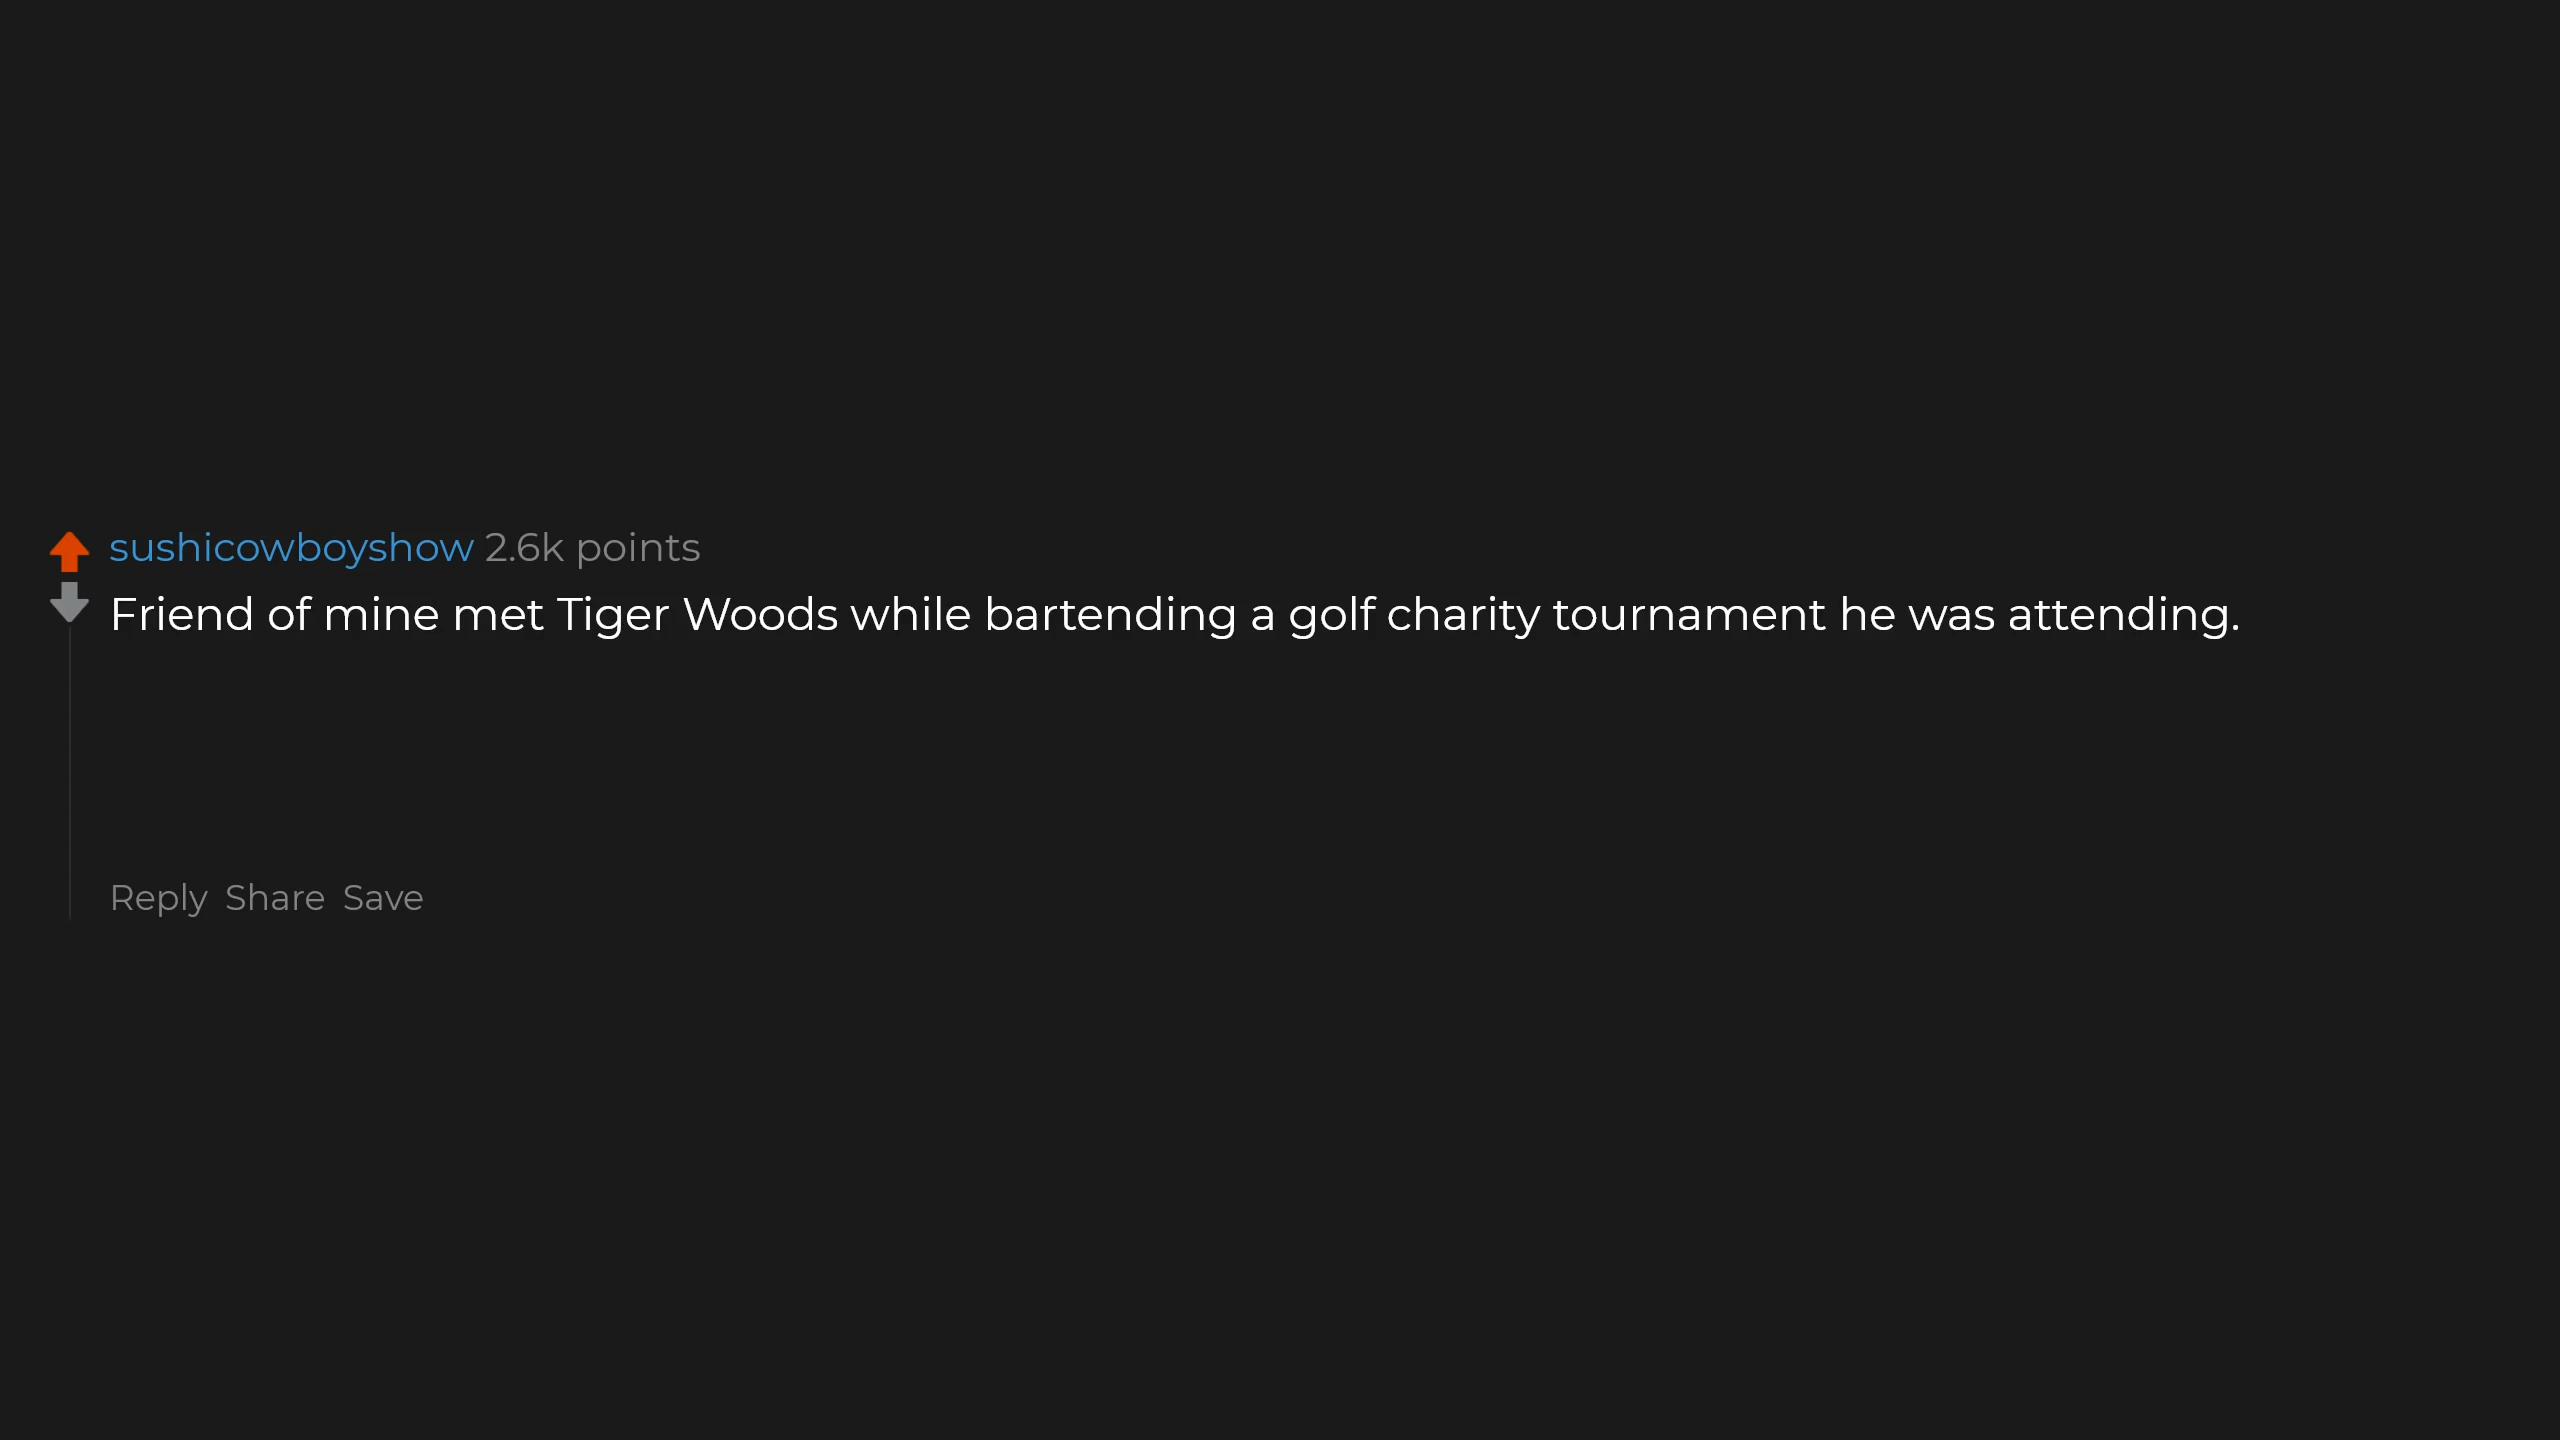 sushicowboyshow 2.6k points
Friend of mine met Tiger Woods while bartending a golf charity tournament he was attending.
Reply Share Save